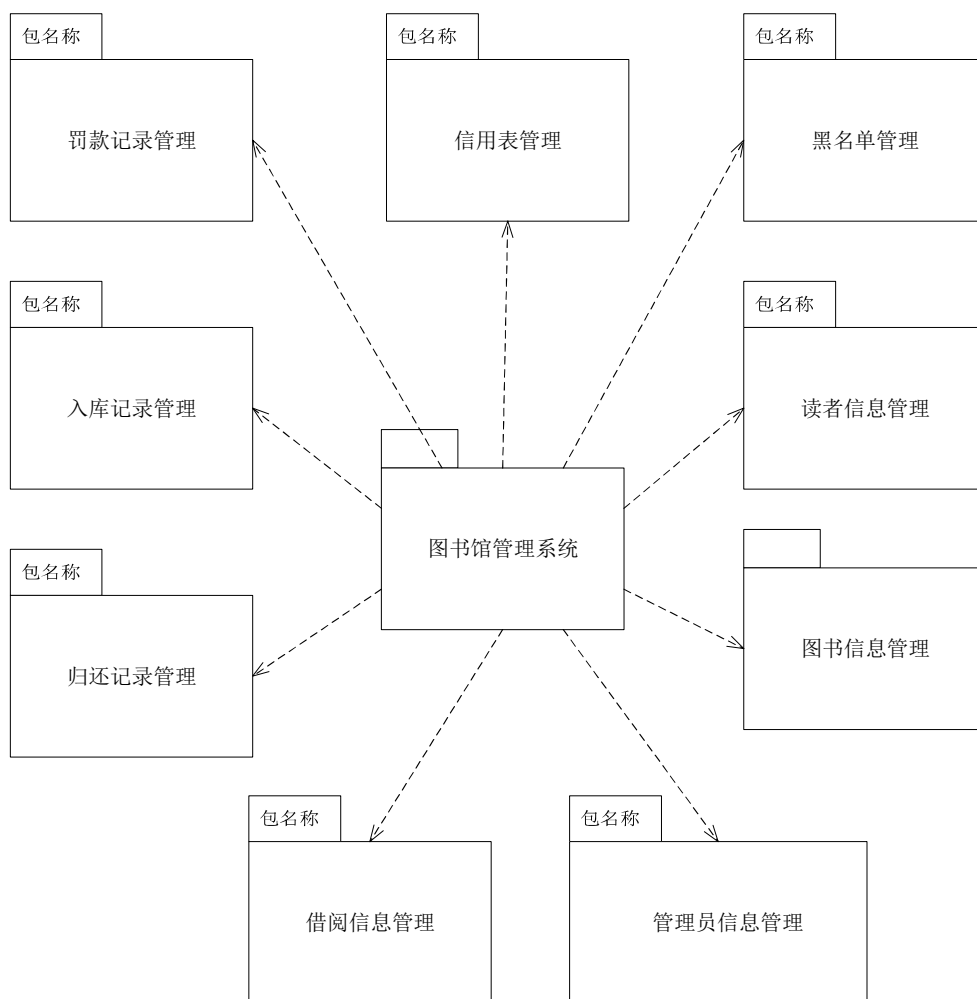 包名称
包名称
包名称
罚款记录管理
信用表管理
黑名单管理
包名称
包名称
入库记录管理
读者信息管理
图书馆管理系统
包名称
归还记录管理
图书信息管理
包名称
包名称
借阅信息管理
管理员信息管理